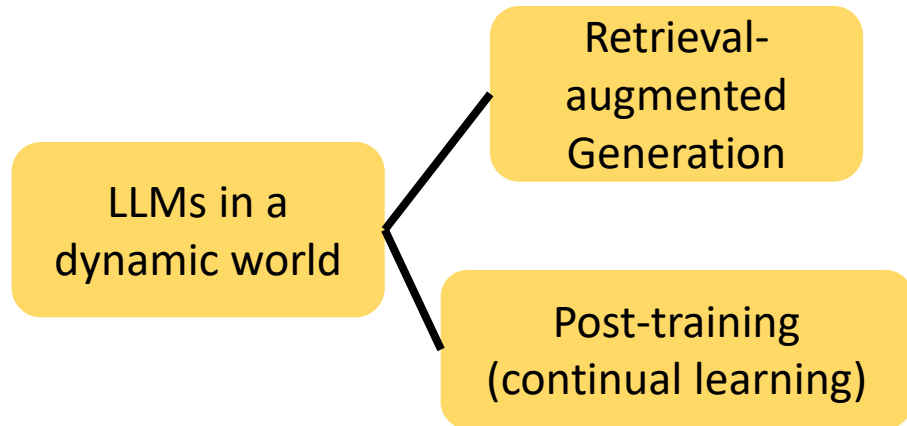 Retrieval-
augmented
Generation
LLMs in a
dynamic world
Post-training
(continual learning)